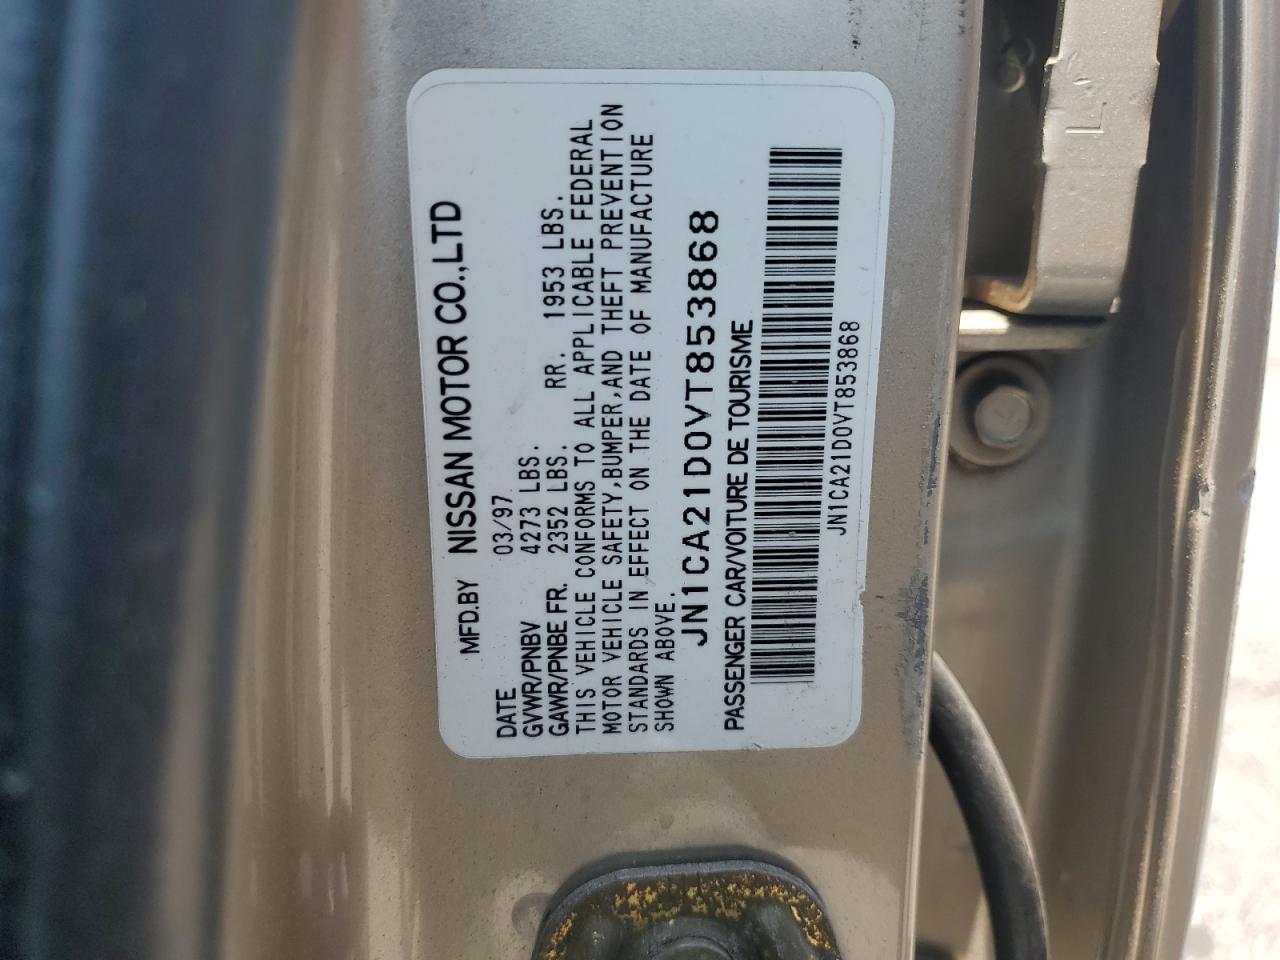 MFD.BY NISSAN MOTOR CO.,LTD
DATE 03/97
GVWR/PNBV 4273 LBS.
GAWR/PNBE FR. 2352 LBS. RR. 1953 LBS.
THIS VEHICLE CONFORMS TO ALL APPLICABLE FEDERAL
MOTOR VEHICLE SAFETY,BUMPER,AND THEFT PREVENTION
STANDARDS IN EFFECT ON THE DATE OF MANUFACTURE
SHOWN ABOVE.
JN1CA21D0VT853868
PASSENGER CAR/VOITURE DE TOURISME
JN1CA21D0VT853868
L